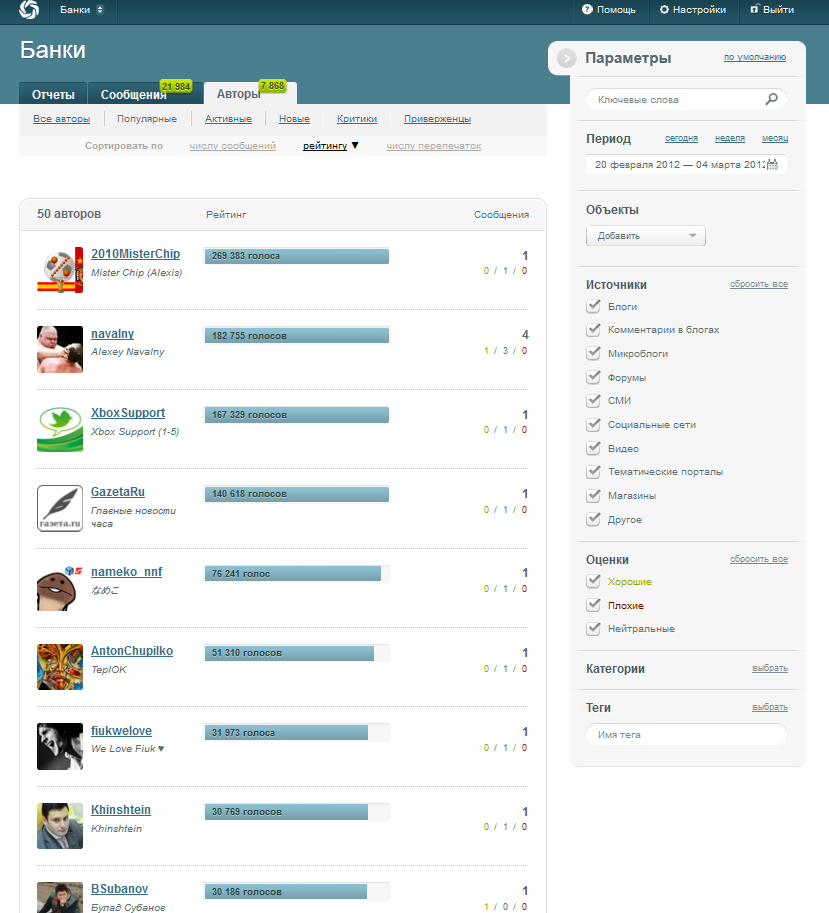 Банки
Помощь
Настройки
Выйти
Банки
Отчеты
Сообщения
21 984
Авторы
7 868
Все авторы
Популярные
Активные
Новые
Критики
Приверженцы
Сортировать по
числу сообщений
рейтингу ▼
числу перепечаток
50 авторов
Рейтинг
Сообщения
2010MisterChip
Mister Chip (Alexis)
269 383 голоса
1
0 / 1 / 0
navalny
Alexey Navalny
182 755 голосов
4
1 / 3 / 0
XboxSupport
Xbox Support (1-5)
167 329 голосов
1
0 / 1 / 0
газета.ru
GazetaRu
Главные новости
часа
140 618 голосов
1
0 / 1 / 0
nameko_nnf
なめこ
76 241 голос
1
0 / 1 / 0
AntonChupilko
TepIOK
51 310 голосов
1
0 / 1 / 0
fiukwelove
We Love Fiuk ♥
31 973 голоса
1
0 / 1 / 0
Khinshtein
Khinshtein
30 769 голосов
1
0 / 1 / 0
BSubanov
Булад Субанов
30 186 голосов
1
1 / 0 / 0
Параметры
по умолчанию
Ключевые слова
Период
сегодня
неделя
месяц
20 февраля 2012 — 04 марта 2012
Объекты
Добавить
Источники
сбросить все
Блоги
Комментарии в блогах
Микроблоги
Форумы
СМИ
Социальные сети
Видео
Тематические порталы
Магазины
Другое
Оценки
сбросить все
Хорошие
Плохие
Нейтральные
Категории
выбрать
Теги
выбрать
Имя тега